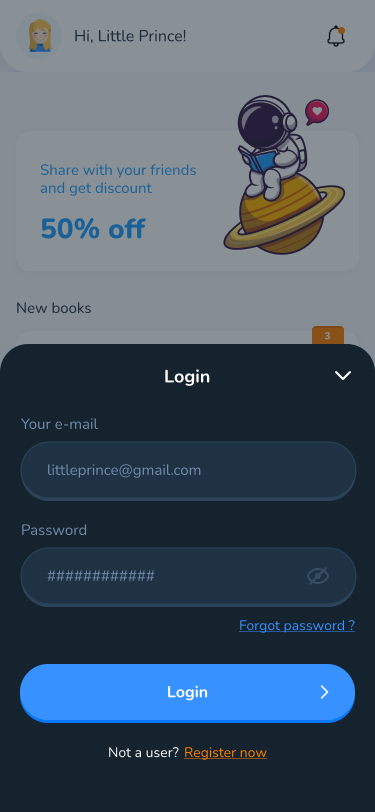 Hi, Little Prince!
Share with your friends
and get discount
50% off
New books
3
Login
Your e-mail
littleprince@gmail.com
Password
############
Forgot password ?
Login
Not a user? Register now